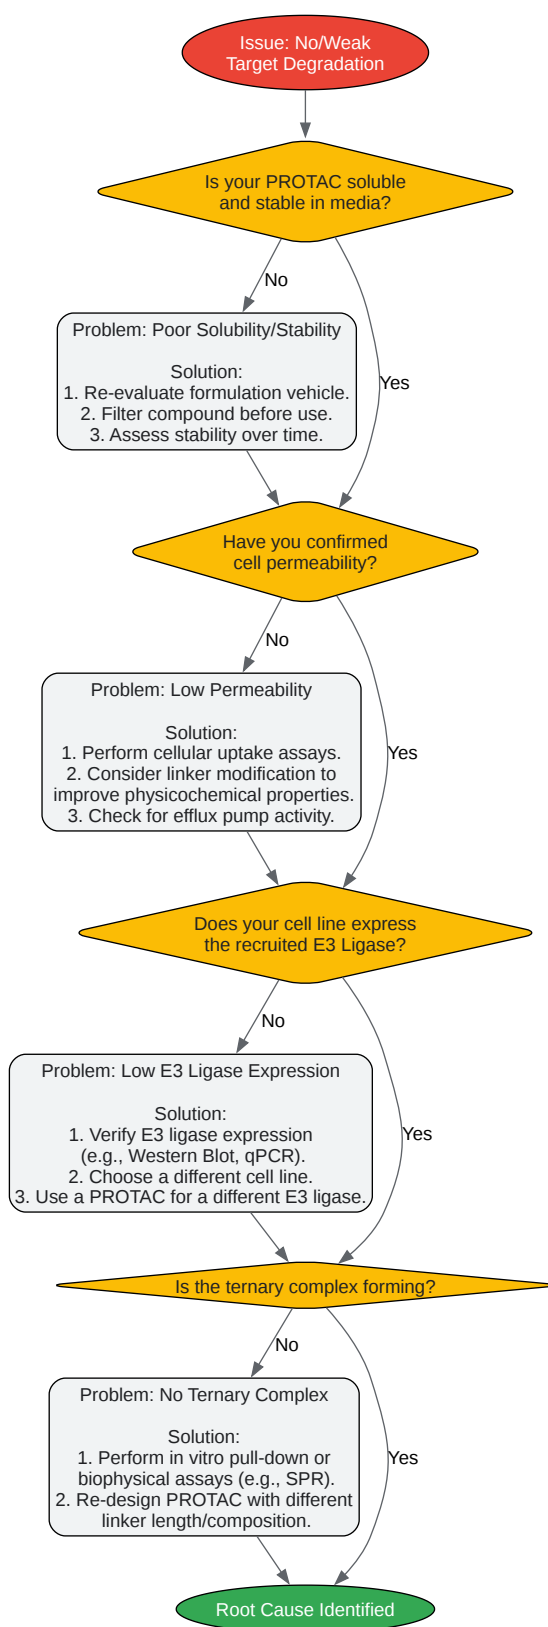 Issue: No/Weak
Target Degradation
Is your PROTAC soluble
and stable in media?
No
Yes
Problem: Poor Solubility/Stability
Solution:
1. Re-evaluate formulation vehicle.
2. Filter compound before use.
3. Assess stability over time.
Have you confirmed
cell permeability?
No
Yes
Problem: Low Permeability
Solution:
1. Perform cellular uptake assays.
2. Consider linker modification to
improve physicochemical properties.
3. Check for efflux pump activity.
Does your cell line express
the recruited E3 Ligase?
No
Yes
Problem: Low E3 Ligase Expression
Solution:
1. Verify E3 ligase expression
(e.g., Western Blot, qPCR).
2. Choose a different cell line.
3. Use a PROTAC for a different E3 ligase.
Is the ternary complex forming?
No
Yes
Problem: No Ternary Complex
Solution:
1. Perform in vitro pull-down or
biophysical assays (e.g., SPR).
2. Re-design PROTAC with different
linker length/composition.
Root Cause Identified